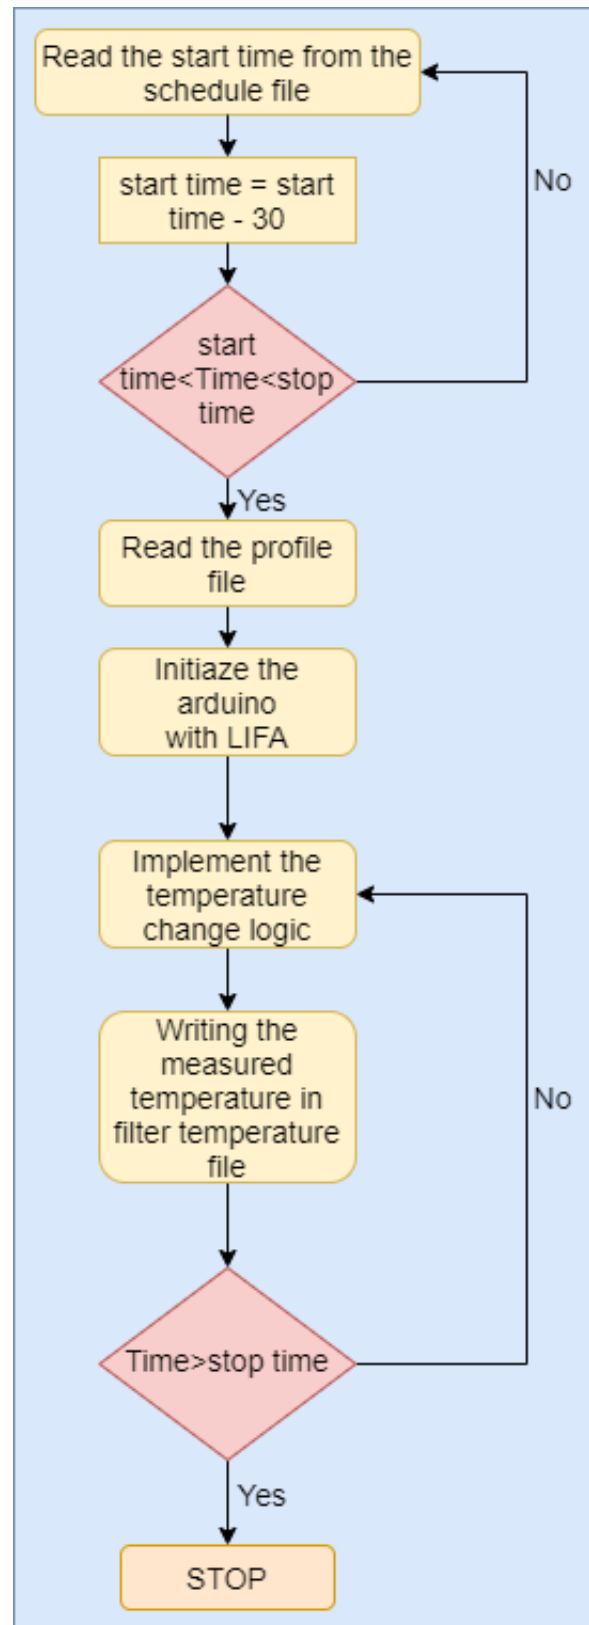 Read the start time from the
schedule file
No
start time = start
time - 30
start
time<Time<stop
time
Yes
Read the profile
file
Initiaze the
arduino
with LIFA
Implement the
temperature
change logic
Writing the
measured
temperature in
filter temperature
file
No
Time>stop time
Yes
STOP